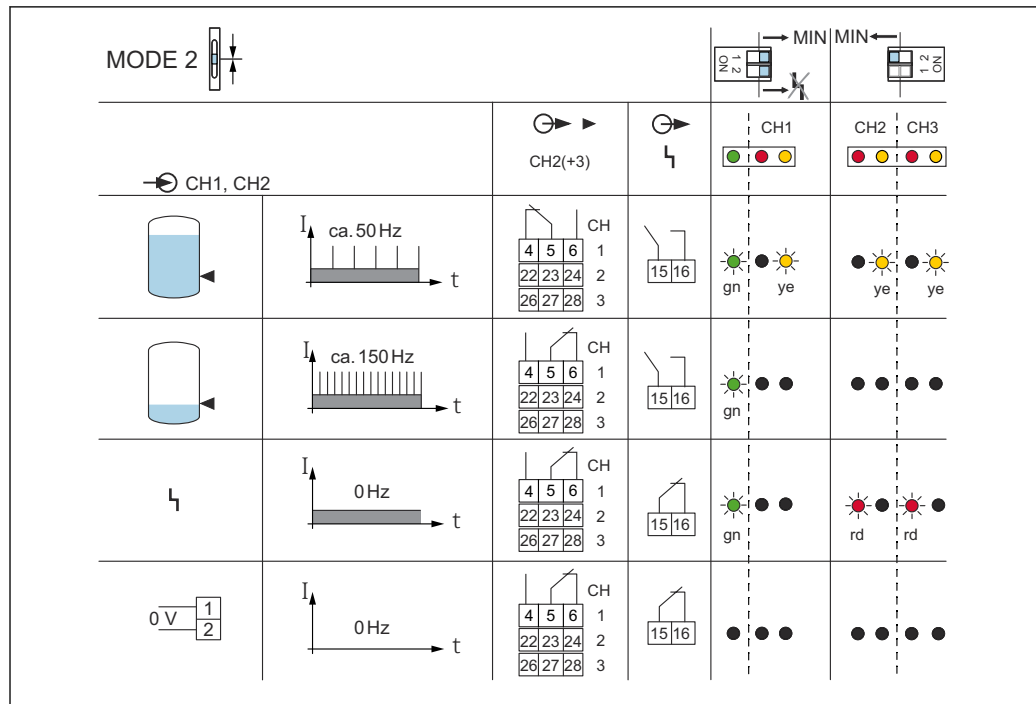 MODE 2
MIN MIN
ON 1 2
1 2 ON
CH1, CH2
CH2(+3)
CH1
CH2 CH3
I ca. 50 Hz t
CH
4 5 6 1
22 23 24 2
26 27 28 3
15 16
gn ye
ye ye
I ca. 150 Hz t
CH
4 5 6 1
22 23 24 2
26 27 28 3
15 16
gn
I 0 Hz t
CH
4 5 6 1
22 23 24 2
26 27 28 3
15 16
gn
rd rd
0 V 1
2
I 0 Hz t
CH
4 5 6 1
22 23 24 2
26 27 28 3
15 16